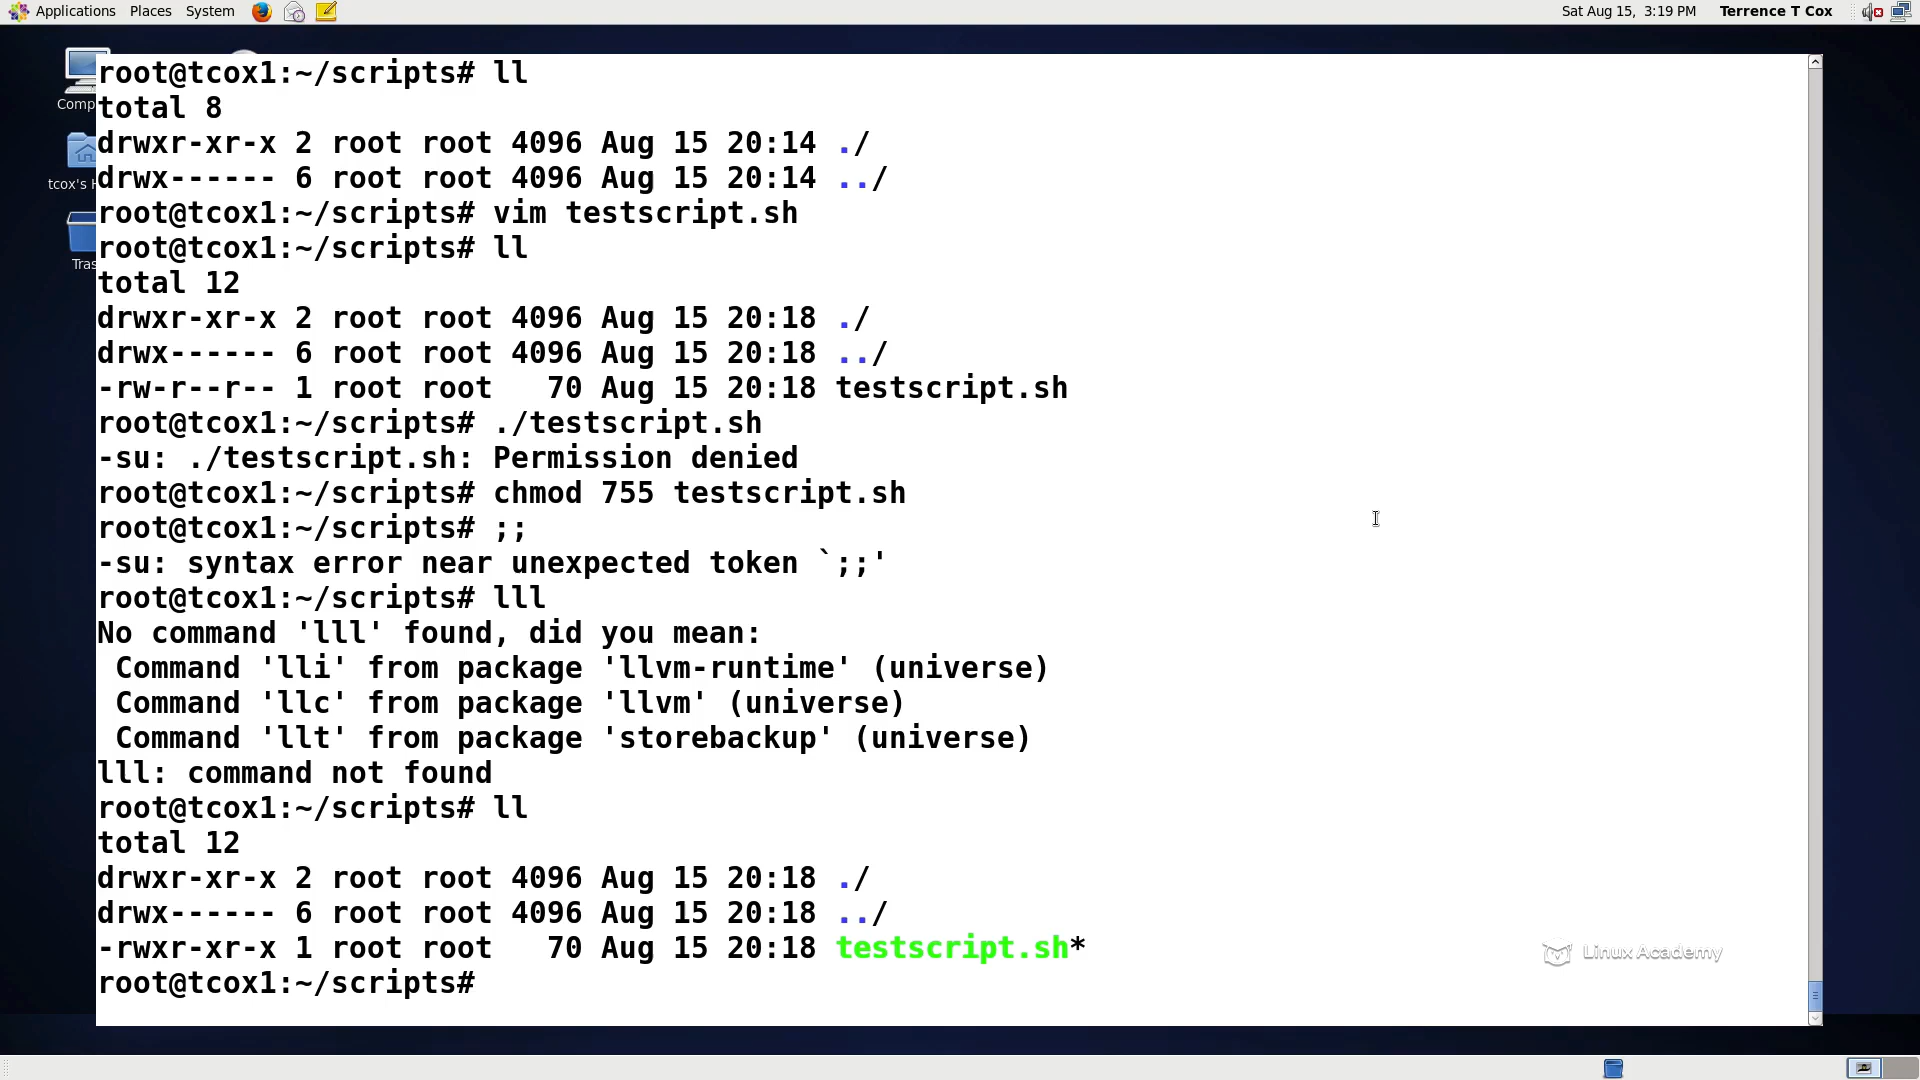 Applications Places System Sat Aug 15, 3:19 PM Terrence T Cox
Comp
tcox's H
Tras
root@tcox1:~/scripts# ll
total 8
drwxr-xr-x 2 root root 4096 Aug 15 20:14 ./
drwx------ 6 root root 4096 Aug 15 20:14 ../
root@tcox1:~/scripts# vim testscript.sh
root@tcox1:~/scripts# ll
total 12
drwxr-xr-x 2 root root 4096 Aug 15 20:18 ./
drwx------ 6 root root 4096 Aug 15 20:18 ../
-rw-r--r-- 1 root root   70 Aug 15 20:18 testscript.sh
root@tcox1:~/scripts# ./testscript.sh
-su: ./testscript.sh: Permission denied
root@tcox1:~/scripts# chmod 755 testscript.sh
root@tcox1:~/scripts# ;;
-su: syntax error near unexpected token `;;'
root@tcox1:~/scripts# lll
No command 'lll' found, did you mean:
 Command 'lli' from package 'llvm-runtime' (universe)
 Command 'llc' from package 'llvm' (universe)
 Command 'llt' from package 'storebackup' (universe)
lll: command not found
root@tcox1:~/scripts# ll
total 12
drwxr-xr-x 2 root root 4096 Aug 15 20:18 ./
drwx------ 6 root root 4096 Aug 15 20:18 ../
-rwxr-xr-x 1 root root   70 Aug 15 20:18 testscript.sh*
root@tcox1:~/scripts#
Linux Academy